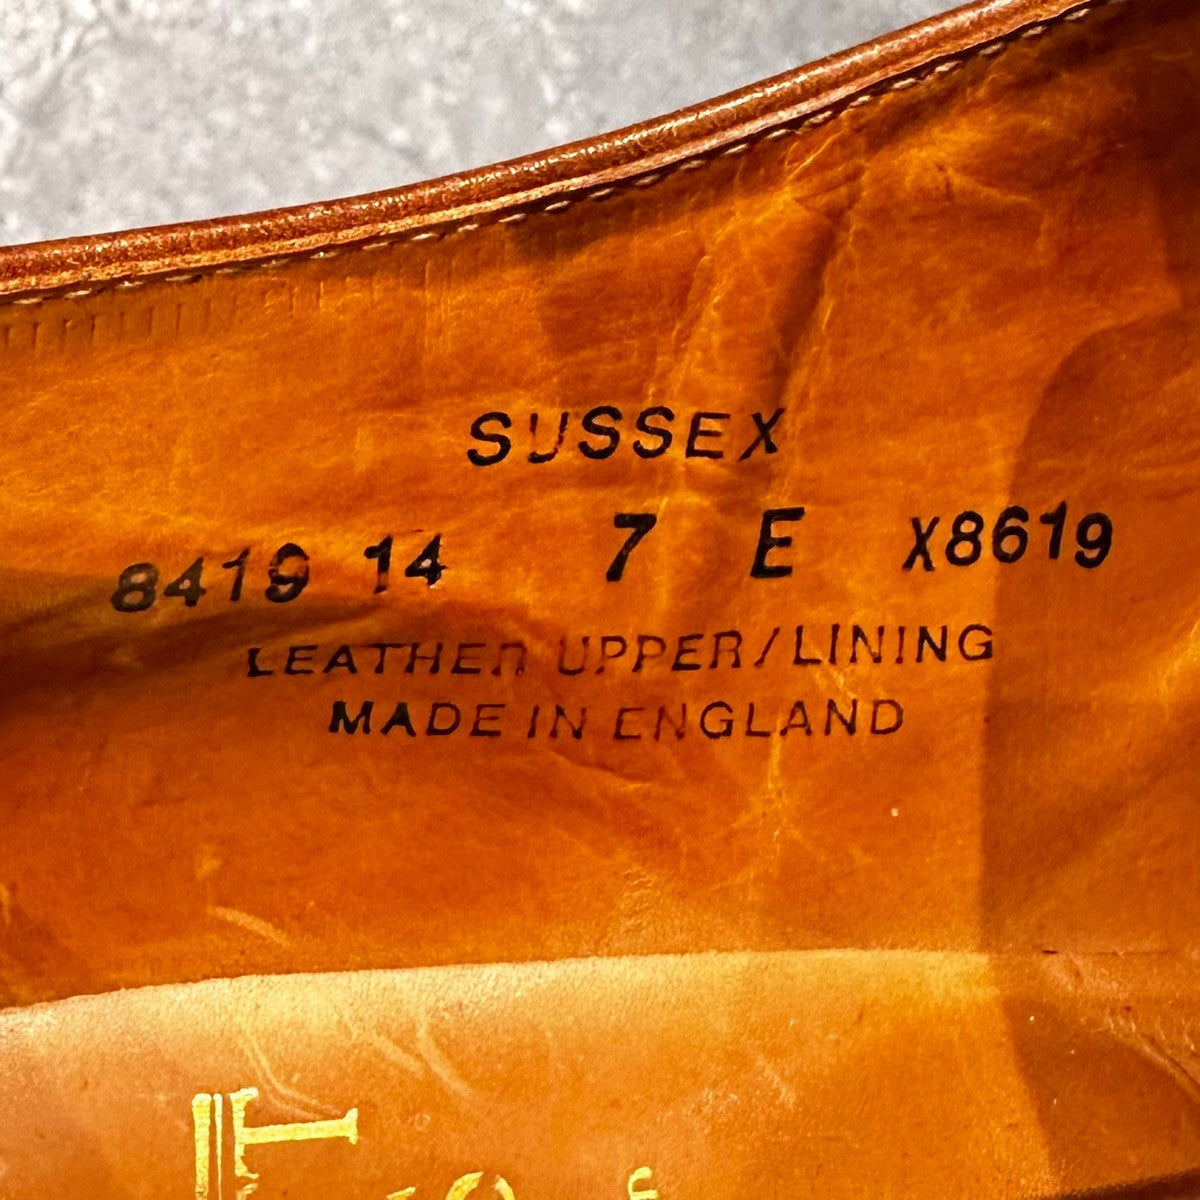 SUSSEX
8419 14 7 E X8619
LEATHER UPPER/LINING
MADE IN ENGLAND